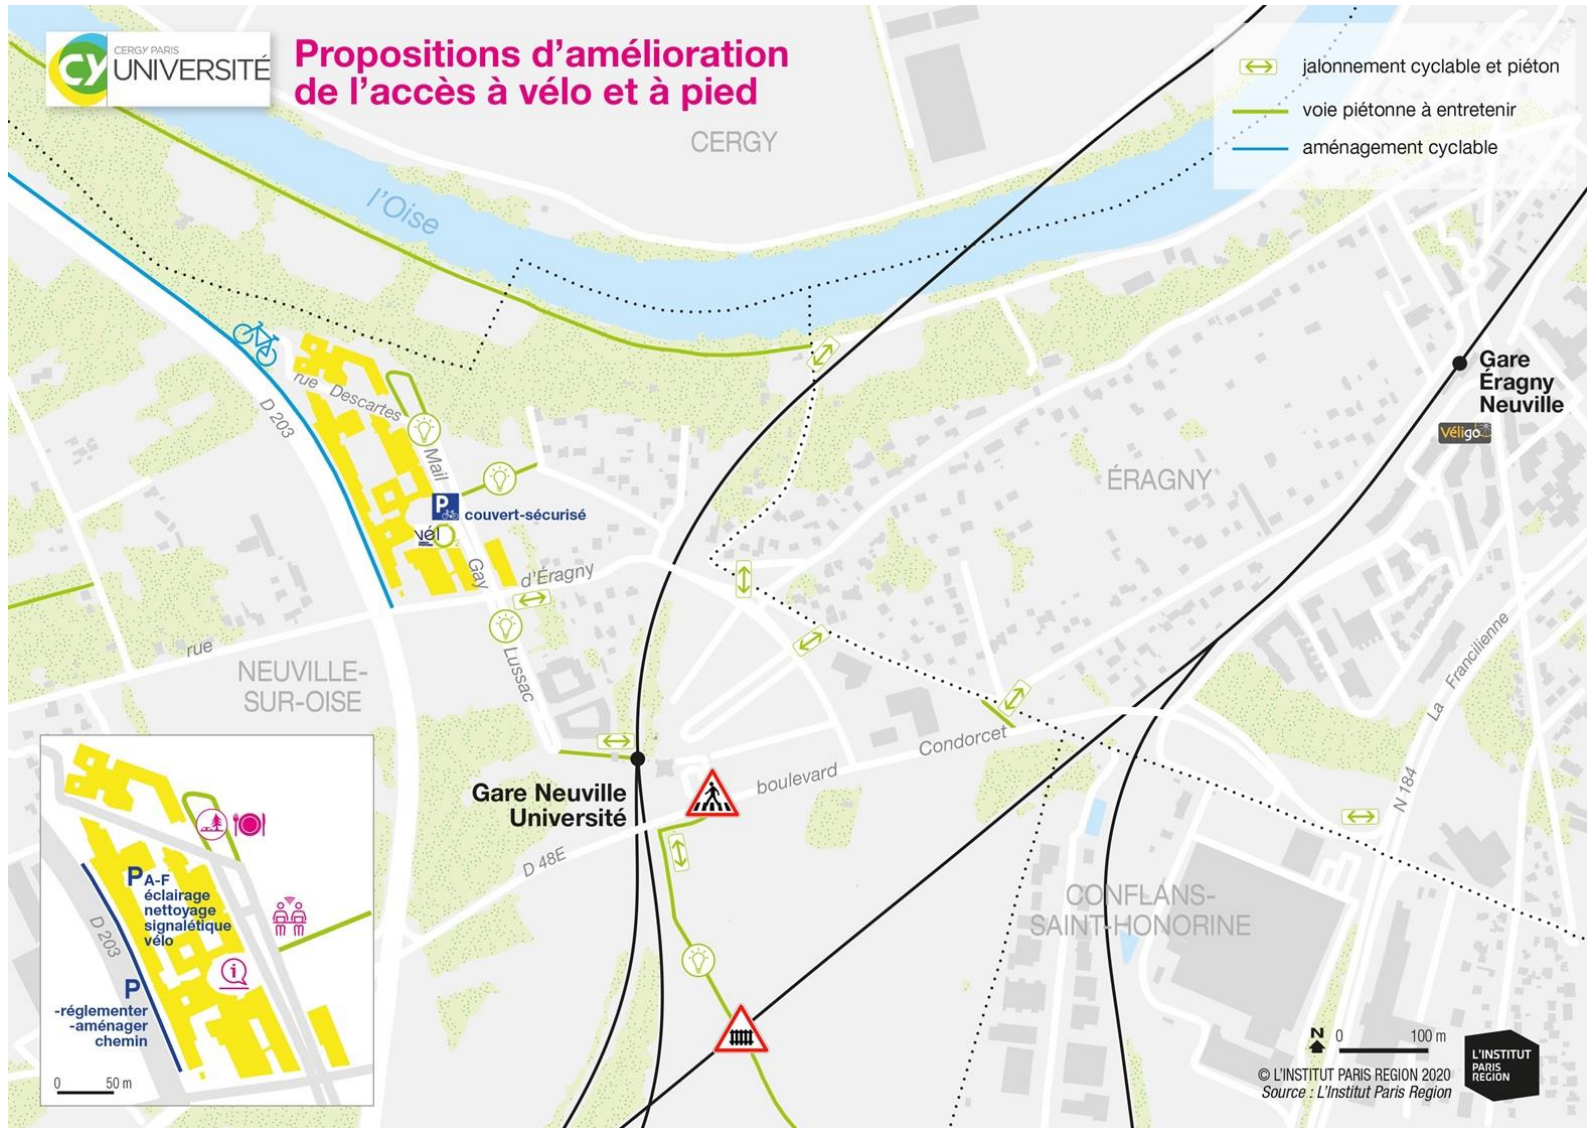 CERGY PARIS
CY UNIVERSITÉ
Propositions d'amélioration
de l'accès à vélo et à pied
jalonnement cyclable et piéton
voie piétonne à entretenir
aménagement cyclable
CERGY
l'Oise
Gare
Éragny
Neuville
Véligo
rue Descartes
D 203
Mail
Gay
Lussac
P
couvert-sécurisé
vél
ÉRAGNY
rue
d'Éragny
NEUVILLE-
SUR-OISE
La Francilienne
N 184
Condorcet
boulevard
Gare Neuville
Université
D 48E
CONFLANS-
SAINT-HONORINE
P A-F
éclairage
nettoyage
signalétique
vélo
D 203
i
P
-réglementer
-aménager
chemin
0 50 m
N 0 100 m
© L'INSTITUT PARIS REGION 2020
Source : L'Institut Paris Region
L'INSTITUT
PARIS
REGION